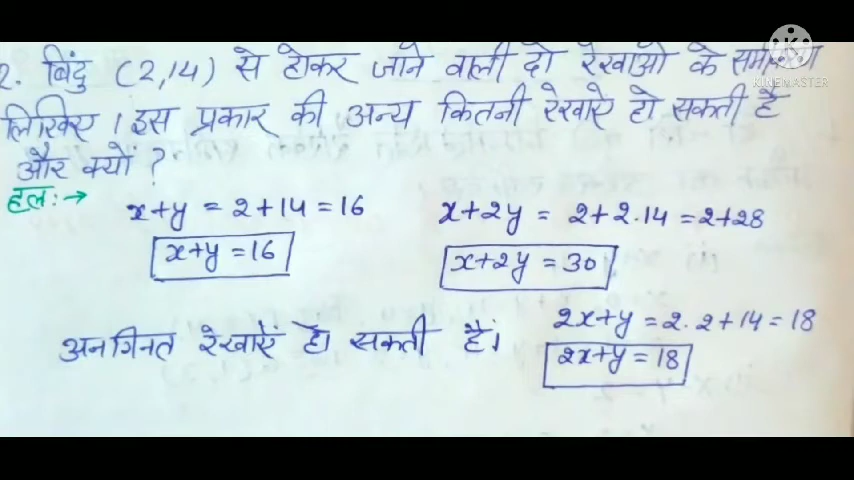 2. बिंदु (2,14) से होकर जाने वाली दो रेखाओ के समीकरण
लिखिए । इस प्रकार की अन्य कितनी रेखाऐं हो सकती है
और क्यों ?
हल :→
x+y = 2+14 = 16
x+2y = 2+2.14 = 2+28
x+y = 16
x+2y = 30
2x+y = 2.2+14 = 18
अनगिनत रेखाऐं हो सकती है।
2x+y = 18
KINEMASTER